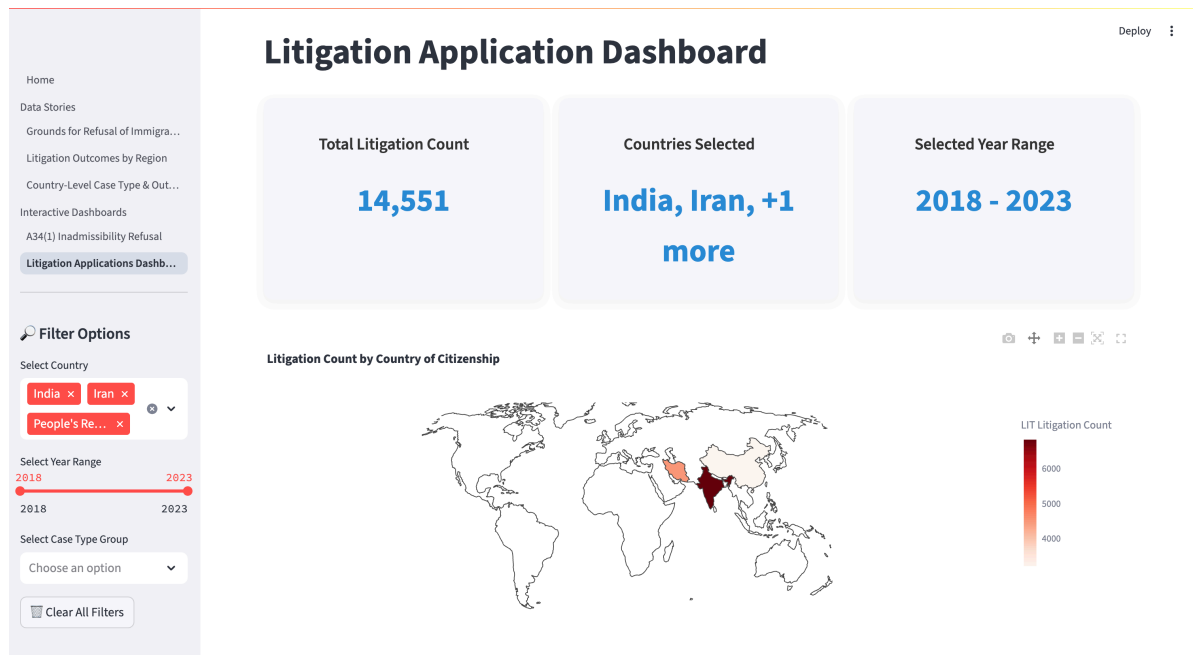 Deploy
Home
Data Stories
Grounds for Refusal of Immigra...
Litigation Outcomes by Region
Country-Level Case Type & Out...
Interactive Dashboards
A34(1) Inadmissibility Refusal
Litigation Applications Dashb...
Filter Options
Select Country
India ×
Iran ×
People's Re... ×
Select Year Range
2018 2023
2018 2023
Select Case Type Group
Choose an option
Clear All Filters
Litigation Application Dashboard
Total Litigation Count
14,551
Countries Selected
India, Iran, +1
more
Selected Year Range
2018 - 2023
Litigation Count by Country of Citizenship
LIT Litigation Count
6000
5000
4000